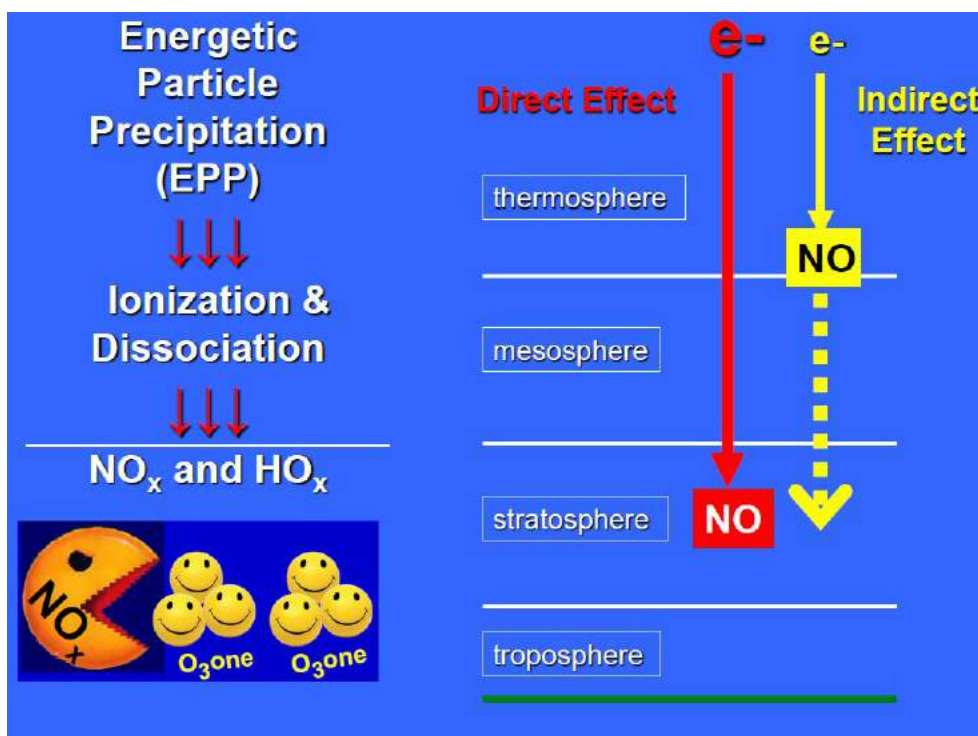 Energetic
Particle
Precipitation
(EPP)
↓↓↓
Ionization &
Dissociation
↓↓↓
NOx and HOx
NOx
O3one
O3one
e-
e-
Direct Effect
Indirect
Effect
thermosphere
NO
mesosphere
stratosphere
NO
troposphere